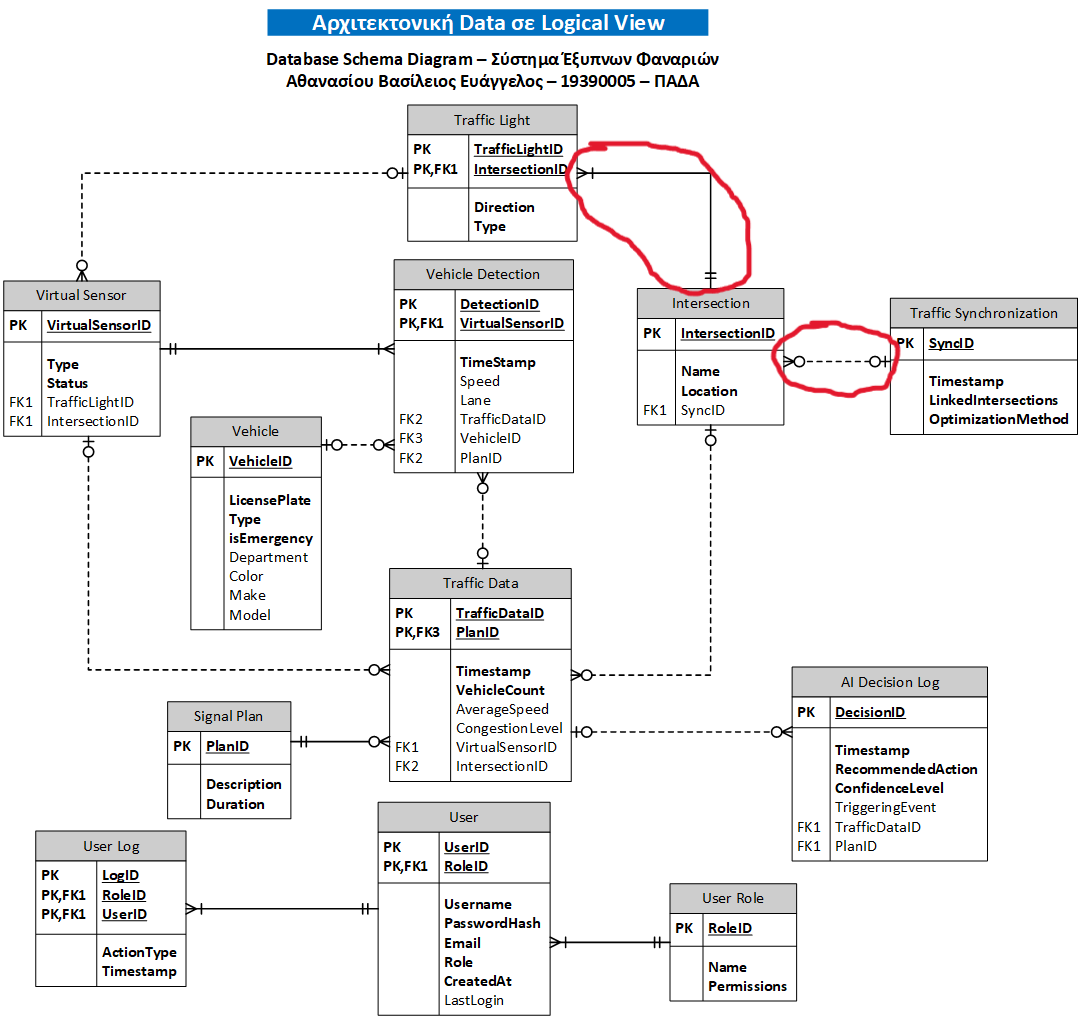 Αρχιτεκτονική Data σε Logical View
Database Schema Diagram – Σύστημα Έξυπνων Φαναριών
Αθανασίου Βασίλειος Ευάγγελος – 19390005 – ΠΑΔΑ
Traffic Light
PK TrafficLightID
PK,FK1 IntersectionID
Direction
Type
Virtual Sensor
PK VirtualSensorID
Type
Status
FK1 TrafficLightID
FK1 IntersectionID
Vehicle Detection
PK DetectionID
PK,FK1 VirtualSensorID
TimeStamp
Speed
Lane
FK2 TrafficDataID
FK3 VehicleID
FK2 PlanID
Intersection
PK IntersectionID
Name
Location
FK1 SyncID
Traffic Synchronization
PK SyncID
Timestamp
LinkedIntersections
OptimizationMethod
Vehicle
PK VehicleID
LicensePlate
Type
isEmergency
Department
Color
Make
Model
Traffic Data
PK TrafficDataID
PK,FK3 PlanID
Timestamp
VehicleCount
AverageSpeed
CongestionLevel
FK1 VirtualSensorID
FK2 IntersectionID
Signal Plan
PK PlanID
Description
Duration
AI Decision Log
PK DecisionID
Timestamp
RecommendedAction
ConfidenceLevel
TriggeringEvent
FK1 TrafficDataID
FK1 PlanID
User Log
PK LogID
PK,FK1 RoleID
PK,FK1 UserID
ActionType
Timestamp
User
PK UserID
PK,FK1 RoleID
Username
PasswordHash
Email
Role
CreatedAt
LastLogin
User Role
PK RoleID
Name
Permissions